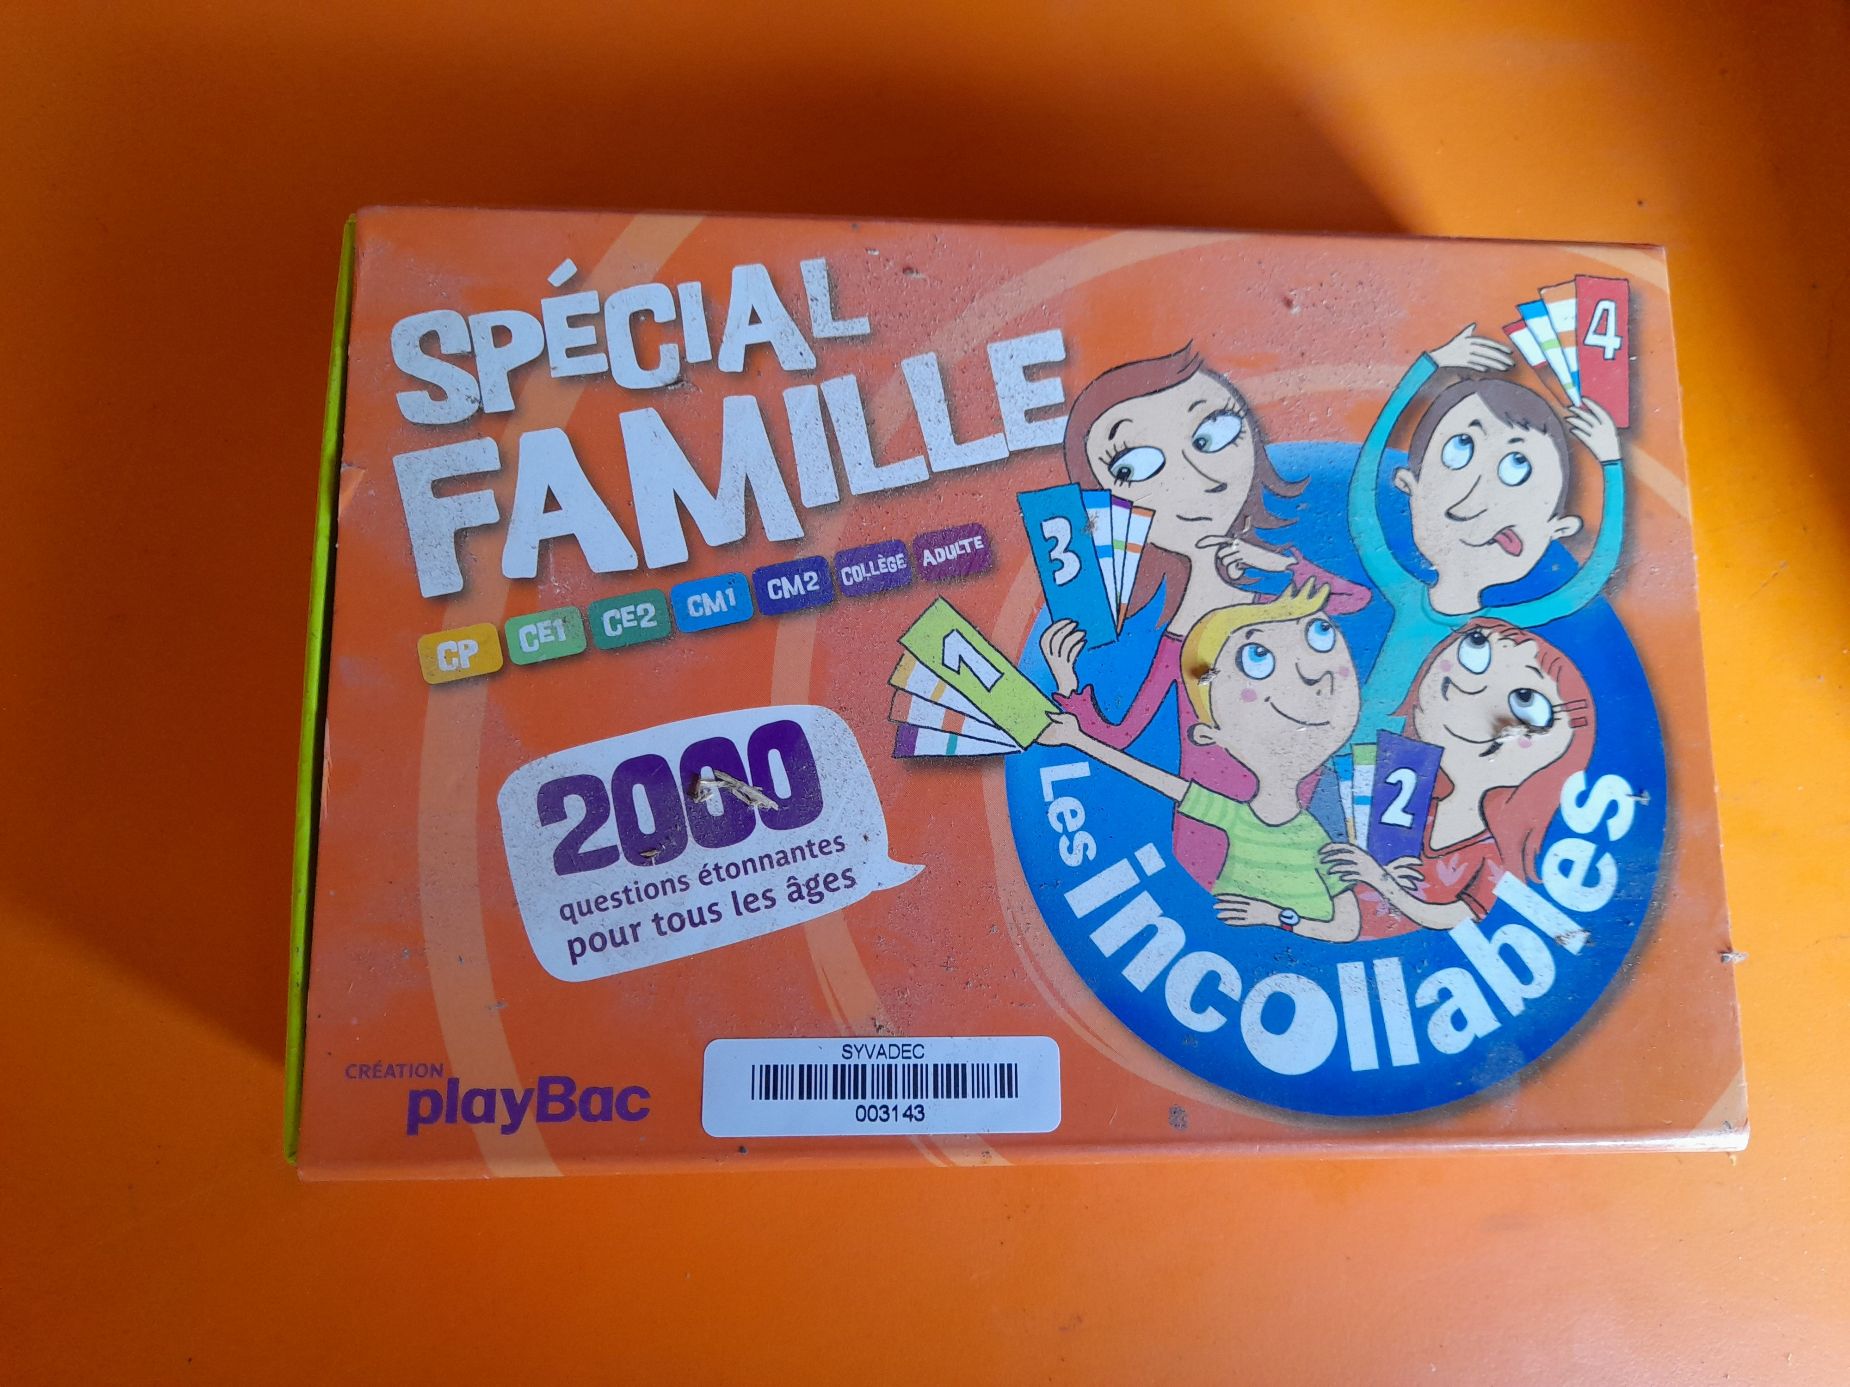 SPÉCIAL
FAMILLE
CP CE1 CE2 CM1 CM2 COLLÈGE ADULTE
2000
questions étonnantes
pour tous les âges
1
3
4
2
Les
incollables
CRÉATION
playBac
SYVADEC
003143